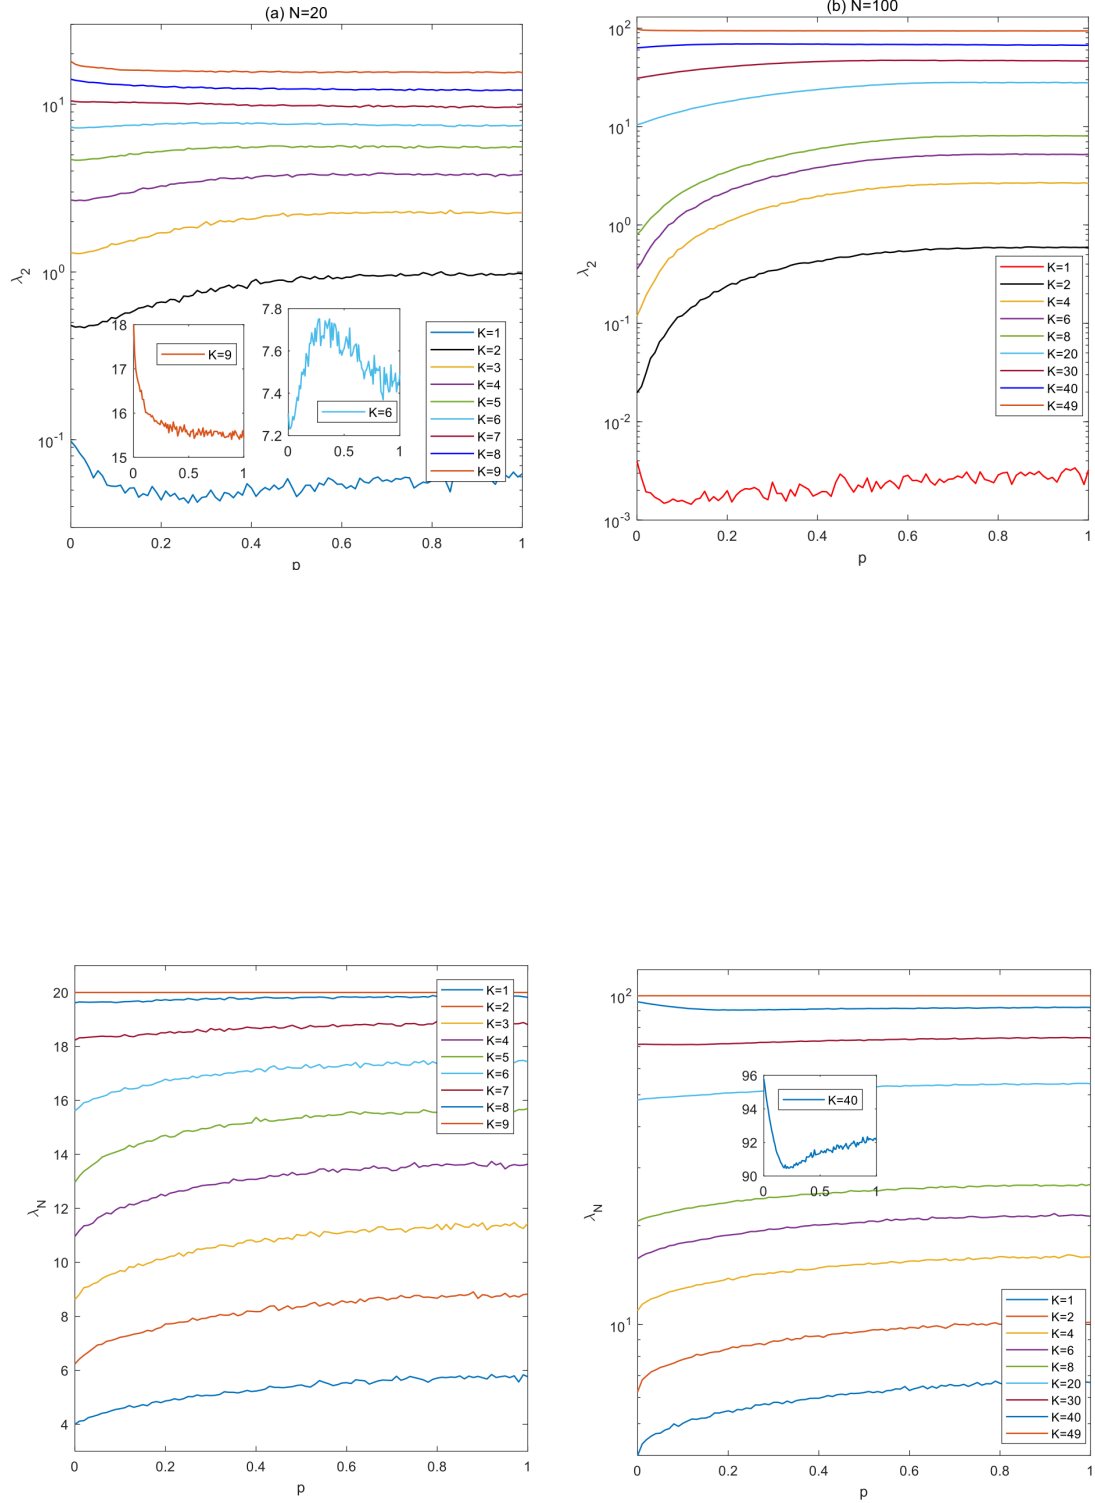 (a) N=20
λ2
10^1
10^0
10^-1
0 0.2 0.4 0.6 0.8 1
p
18
17
16
15
0 0.5 1
K=9
7.8
7.6
7.4
7.2
0 0.5 1
K=6
K=1
K=2
K=3
K=4
K=5
K=6
K=7
K=8
K=9
(b) N=100
λ2
10^2
10^1
10^0
10^-1
10^-2
10^-3
0 0.2 0.4 0.6 0.8 1
p
K=1
K=2
K=4
K=6
K=8
K=20
K=30
K=40
K=49
λN
20
18
16
14
12
10
8
6
4
0 0.2 0.4 0.6 0.8 1
p
K=1
K=2
K=3
K=4
K=5
K=6
K=7
K=8
K=9
λN
10^2
10^1
0 0.2 0.4 0.6 0.8 1
p
96
94
92
90
0 0.5 1
K=40
K=1
K=2
K=4
K=6
K=8
K=20
K=30
K=40
K=49